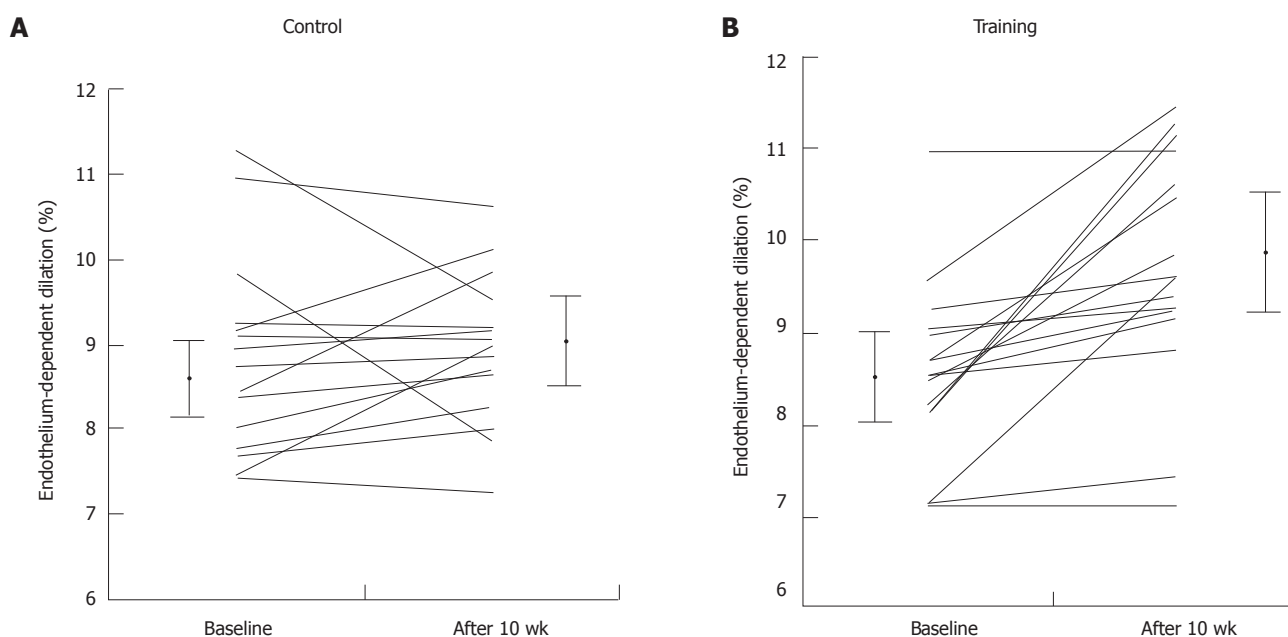 A
Control
Endothelium-dependent dilation (%)
12
11
10
9
8
7
6
Baseline
After 10 wk
B
Training
Endothelium-dependent dilation (%)
12
11
10
9
8
7
6
Baseline
After 10 wk